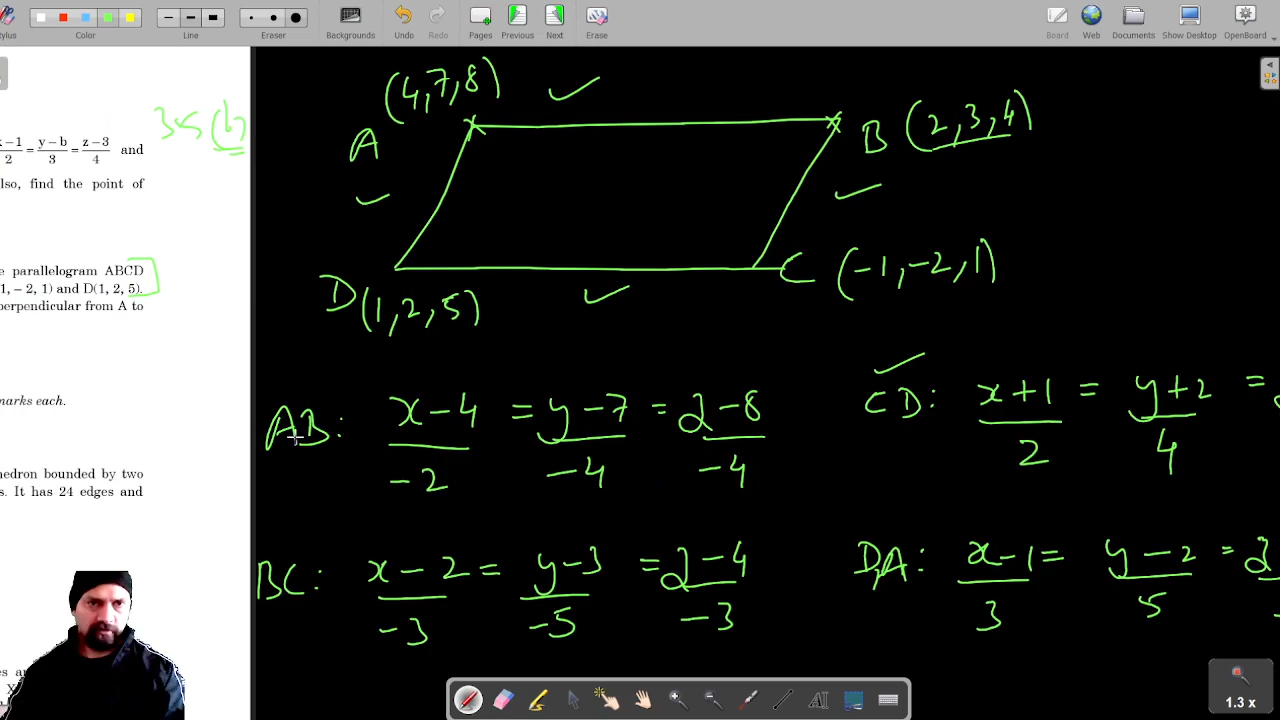 Color Line Eraser Backgrounds Undo Redo Pages Previous Next Erase Board Web Documents Show Desktop OpenBoard
35 (b)
x−1/2 = y−b/3 = z−3/4 and
lso, find the point of
e parallelogram ABCD
1, − 2, 1) and D(1, 2, 5).
erpendicular from A to
marks each.
hedron bounded by two
s. It has 24 edges and
(4,7,8)
A
B (2,3,4)
D(1,2,5)
C (-1,-2,1)
AB: x-4/-2 = y-7/-4 = z-8/-4
CD: x+1/2 = y+2/4 =
BC: x-2/-3 = y-3/-5 = z-4/-3
DA: x-1/3 = y-2/5 = z
1.3 x